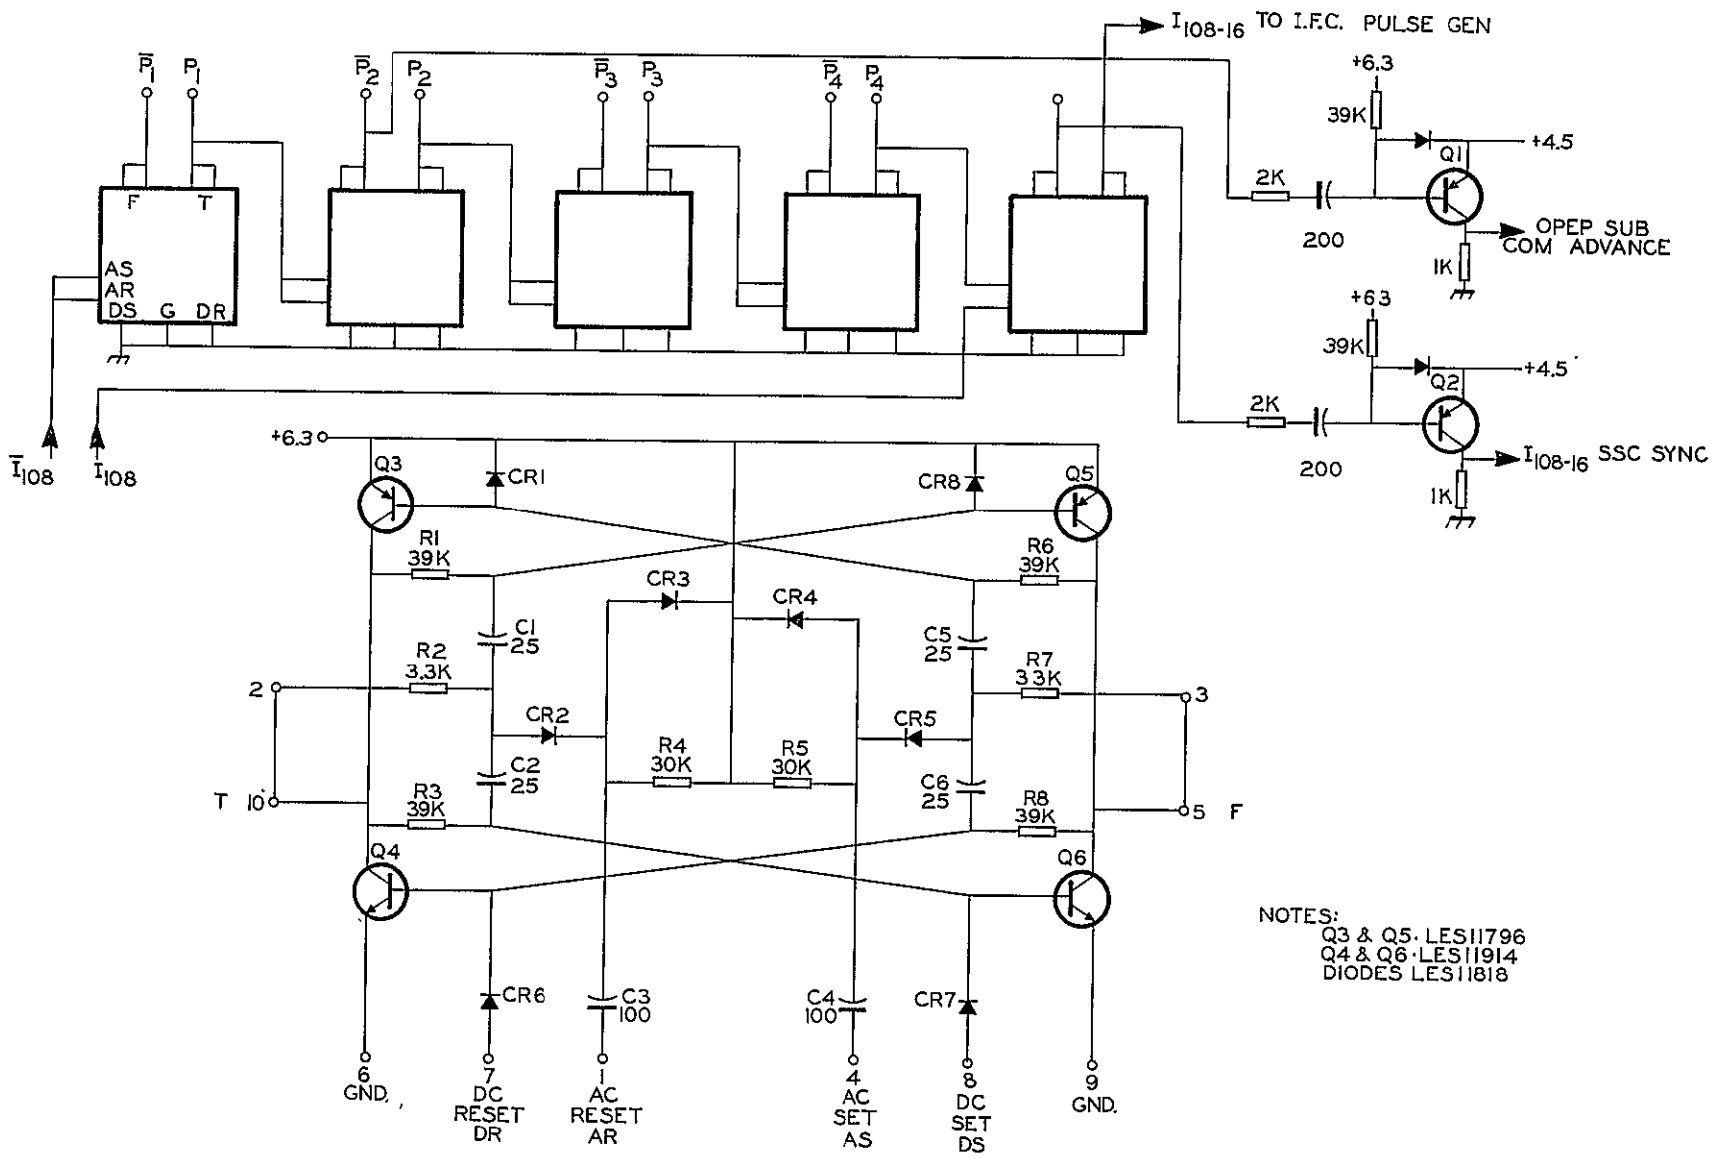 I108-16 TO I.F.C. PULSE GEN
P̅1 P1 P̅2 P2 P̅3 P3 P̅4 P4
+6.3
39K
+4.5
Q1
2K
200
OPEP SUB
COM ADVANCE
1K
F T
AS
AR
DS G DR
+63
39K
+4.5
Q2
2K
200
I108-16 SSC SYNC
1K
I̅108 I108
+6.3
Q3 CR1 CR8 Q5
R1
39K
R6
39K
CR3 CR4
C1
25
C5
25
R2
3.3K
R7
33K
2 3
CR2 CR5
R4
30K
R5
30K
C2
25
C6
25
R3
39K
R8
39K
T 10 5 F
Q4 Q6
CR6
C3
100
C4
100
CR7
6
GND.
7
DC
RESET
DR
1
AC
RESET
AR
4
AC
SET
AS
8
DC
SET
DS
9
GND.
NOTES:
Q3 & Q5. LES11796
Q4 & Q6. LES11914
DIODES LES11818